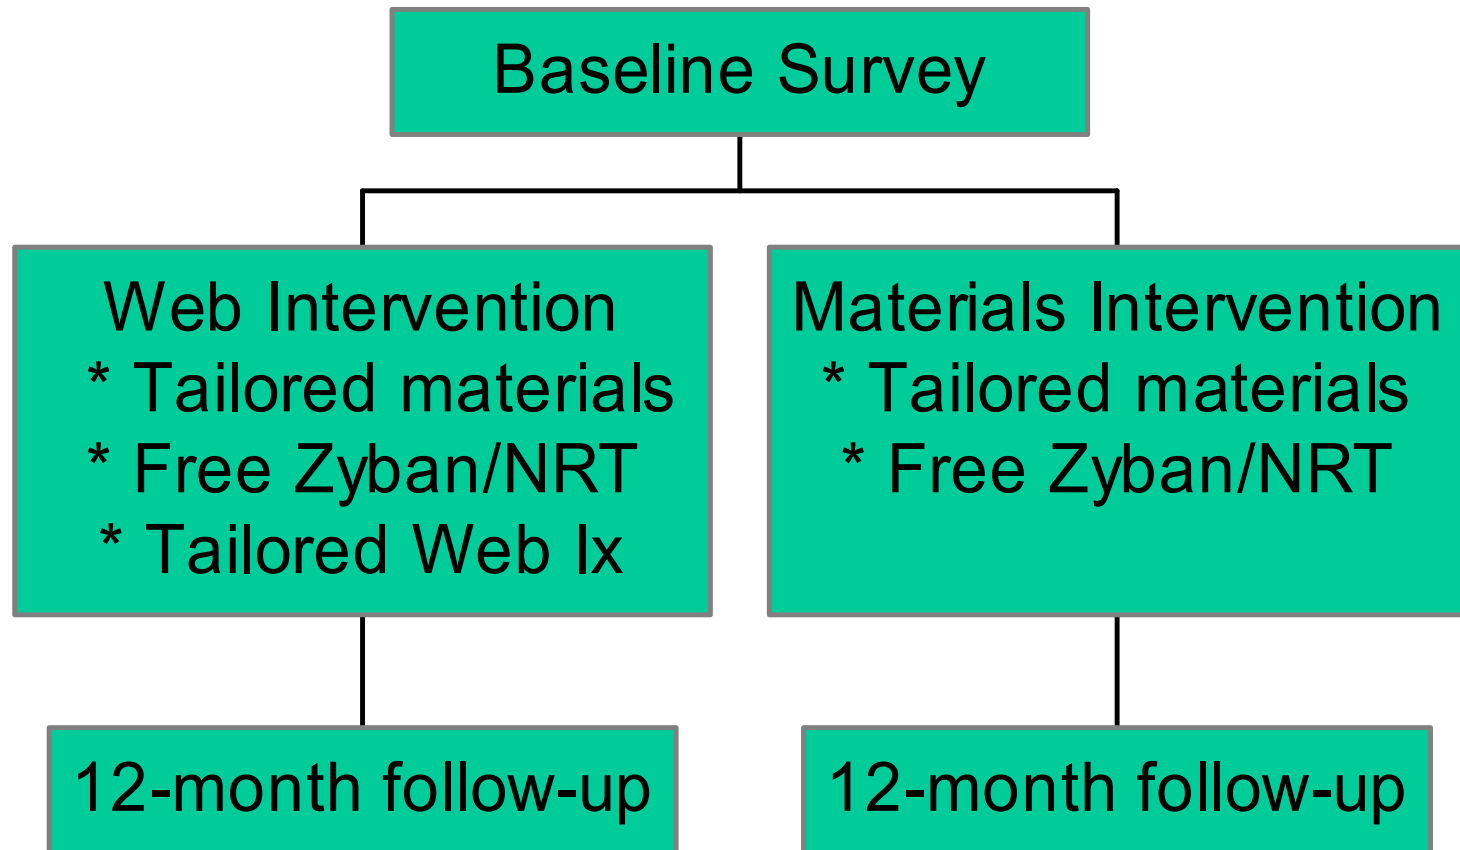 Baseline Survey
Web Intervention
* Tailored materials
* Free Zyban/NRT
* Tailored Web Ix
Materials Intervention
* Tailored materials
* Free Zyban/NRT
12-month follow-up
12-month follow-up